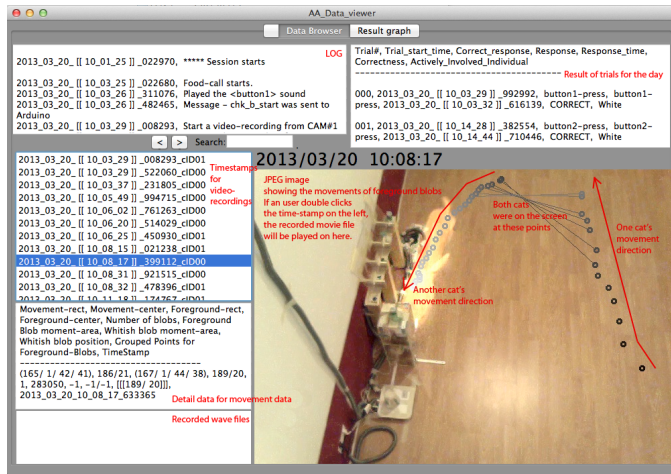 AA_Data_viewer
Data Browser
Result graph
LOG
2013_03_20_ [[ 10_01_25 ]] _022970, ***** Session starts
2013_03_20_ [[ 10_03_25 ]] _022680, Food-call starts.
2013_03_20_ [[ 10_03_26 ]] _311076, Played the <button1> sound
2013_03_20_ [[ 10_03_26 ]] _482465, Message - chk_b_start was sent to
Arduino
2013_03_20_ [[ 10_03_29 ]] _008293, Start a video-recording from CAM#1
Trial#, Trial_start_time, Correct_response, Response, Response_time,
Correctness, Actively_Involved_Individual
----------------------------------------
Result of trials for the day
000, 2013_03_20_ [[ 10_03_29 ]] _992992, button1-press, button1-
press, 2013_03_20_ [[ 10_03_32 ]] _616139, CORRECT, White
001, 2013_03_20_ [[ 10_14_28 ]] _382554, button2-press, button2-
press, 2013_03_20_ [[ 10_14_44 ]] _710446, CORRECT, White
< > Search:
2013_03_20_ [[ 10_03_29 ]] _008293_cID01
2013_03_20_ [[ 10_03_29 ]] _522060_cID00
2013_03_20_ [[ 10_03_37 ]] _231805_cID00
2013_03_20_ [[ 10_05_49 ]] _994715_cID00
2013_03_20_ [[ 10_06_02 ]] _761263_cID00
2013_03_20_ [[ 10_06_20 ]] _514029_cID00
2013_03_20_ [[ 10_06_25 ]] _450930_cID01
2013_03_20_ [[ 10_08_15 ]] _021238_cID01
2013_03_20_ [[ 10_08_17 ]] _399112_cID00
2013_03_20_ [[ 10_08_31 ]] _921515_cID00
2013_03_20_ [[ 10_08_32 ]] _478396_cID01
2013_03_20_ [[ 10_11_18 ]] _174767_cID01
Timestamps
for
video-
recordings
2013/03/20 10:08:17
JPEG image
showing the movements of foreground blobs
If an user double clicks
the time-stamp on the left,
the recorded movie file
will be played on here.
Both cats
were on the screen
at these points
One cat's
movement
direction
Another cat's
movement direction
Movement-rect, Movement-center, Foreground-rect,
Foreground-center, Number of blobs, Foreground
Blob moment-area, Whitish blob moment-area,
Whitish blob position, Grouped Points for
Foreground-Blobs, TimeStamp
-----------------------------------
(165/ 1/ 42/ 41), 186/21, (167/ 1/ 44/ 38), 189/20,
1, 283050, -1, -1/-1, [[[189/ 20]]],
2013_03_20_10_08_17_633365
Detail data for movement data
Recorded wave files